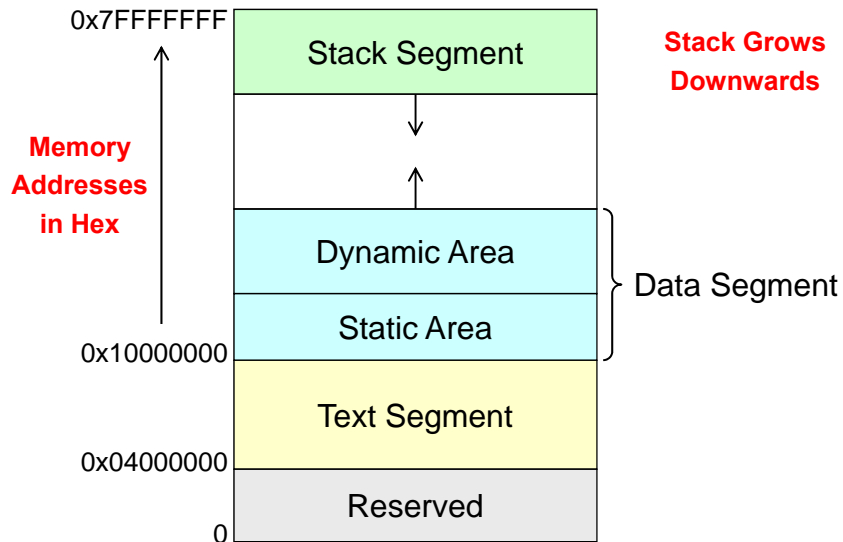 0x7FFFFFFF
Stack Segment
Stack Grows
Downwards
Memory
Addresses
in Hex
Dynamic Area
Data Segment
Static Area
0x10000000
Text Segment
0x04000000
Reserved
0